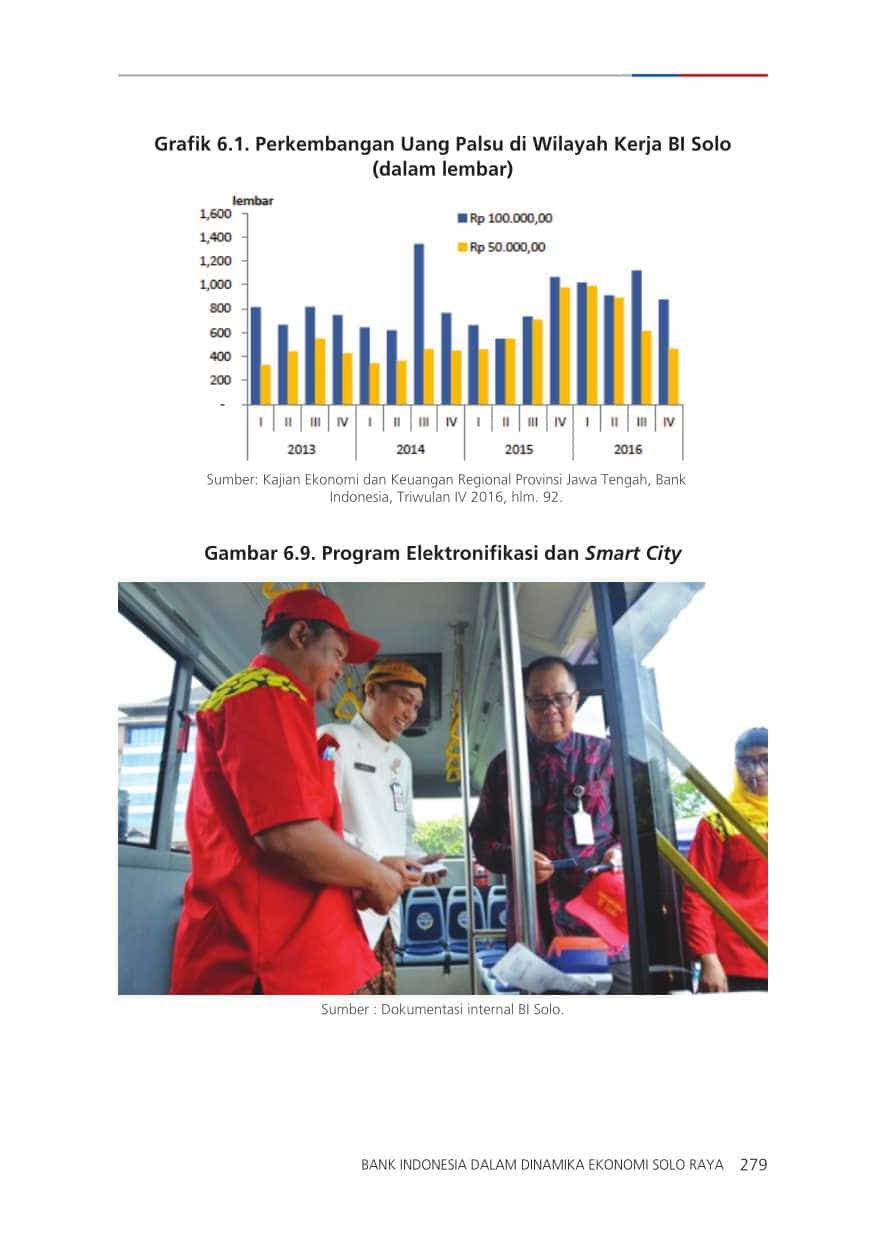 Grafik 6.1. Perkembangan Uang Palsu di Wilayah Kerja BI Solo
(dalam lembar)
lembar
1,600
1,400
1,200
1,000
800
600
400
200
-
Rp 100.000,00
Rp 50.000,00
I II III IV I II III IV I II III IV I II III IV
2013 2014 2015 2016
Sumber: Kajian Ekonomi dan Keuangan Regional Provinsi Jawa Tengah, Bank
Indonesia, Triwulan IV 2016, hlm. 92.
Gambar 6.9. Program Elektronifikasi dan Smart City
Sumber : Dokumentasi internal BI Solo.
BANK INDONESIA DALAM DINAMIKA EKONOMI SOLO RAYA 279